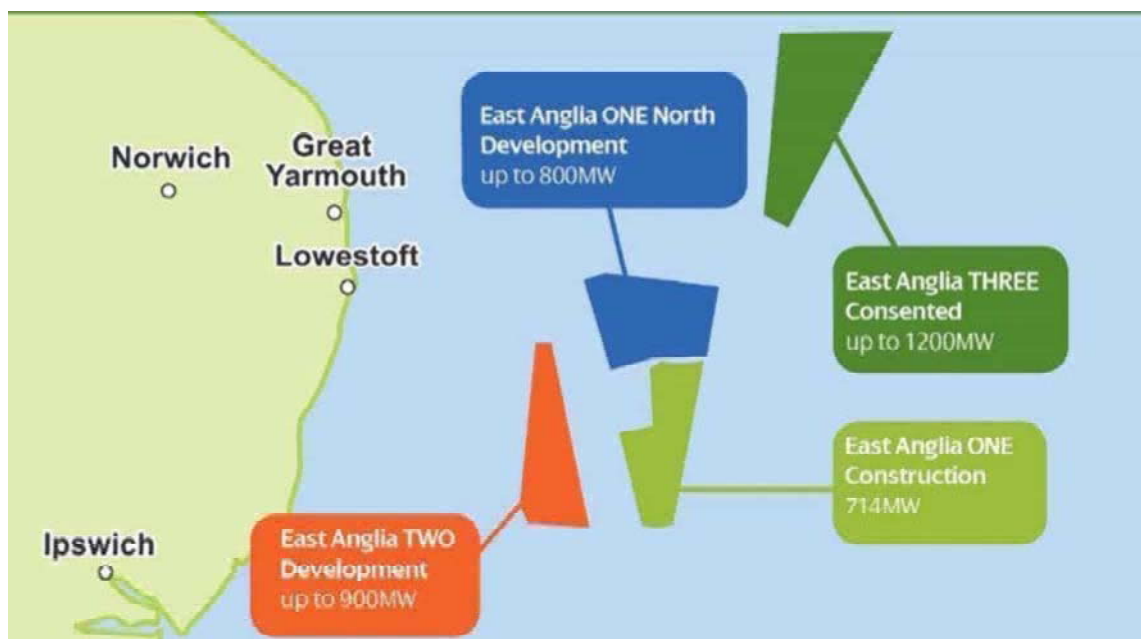 East Anglia ONE North
Development
up to 800MW
Norwich
Great
Yarmouth
Lowestoft
East Anglia THREE
Consented
up to 1200MW
East Anglia ONE
Construction
714MW
Ipswich
East Anglia TWO
Development
up to 900MW